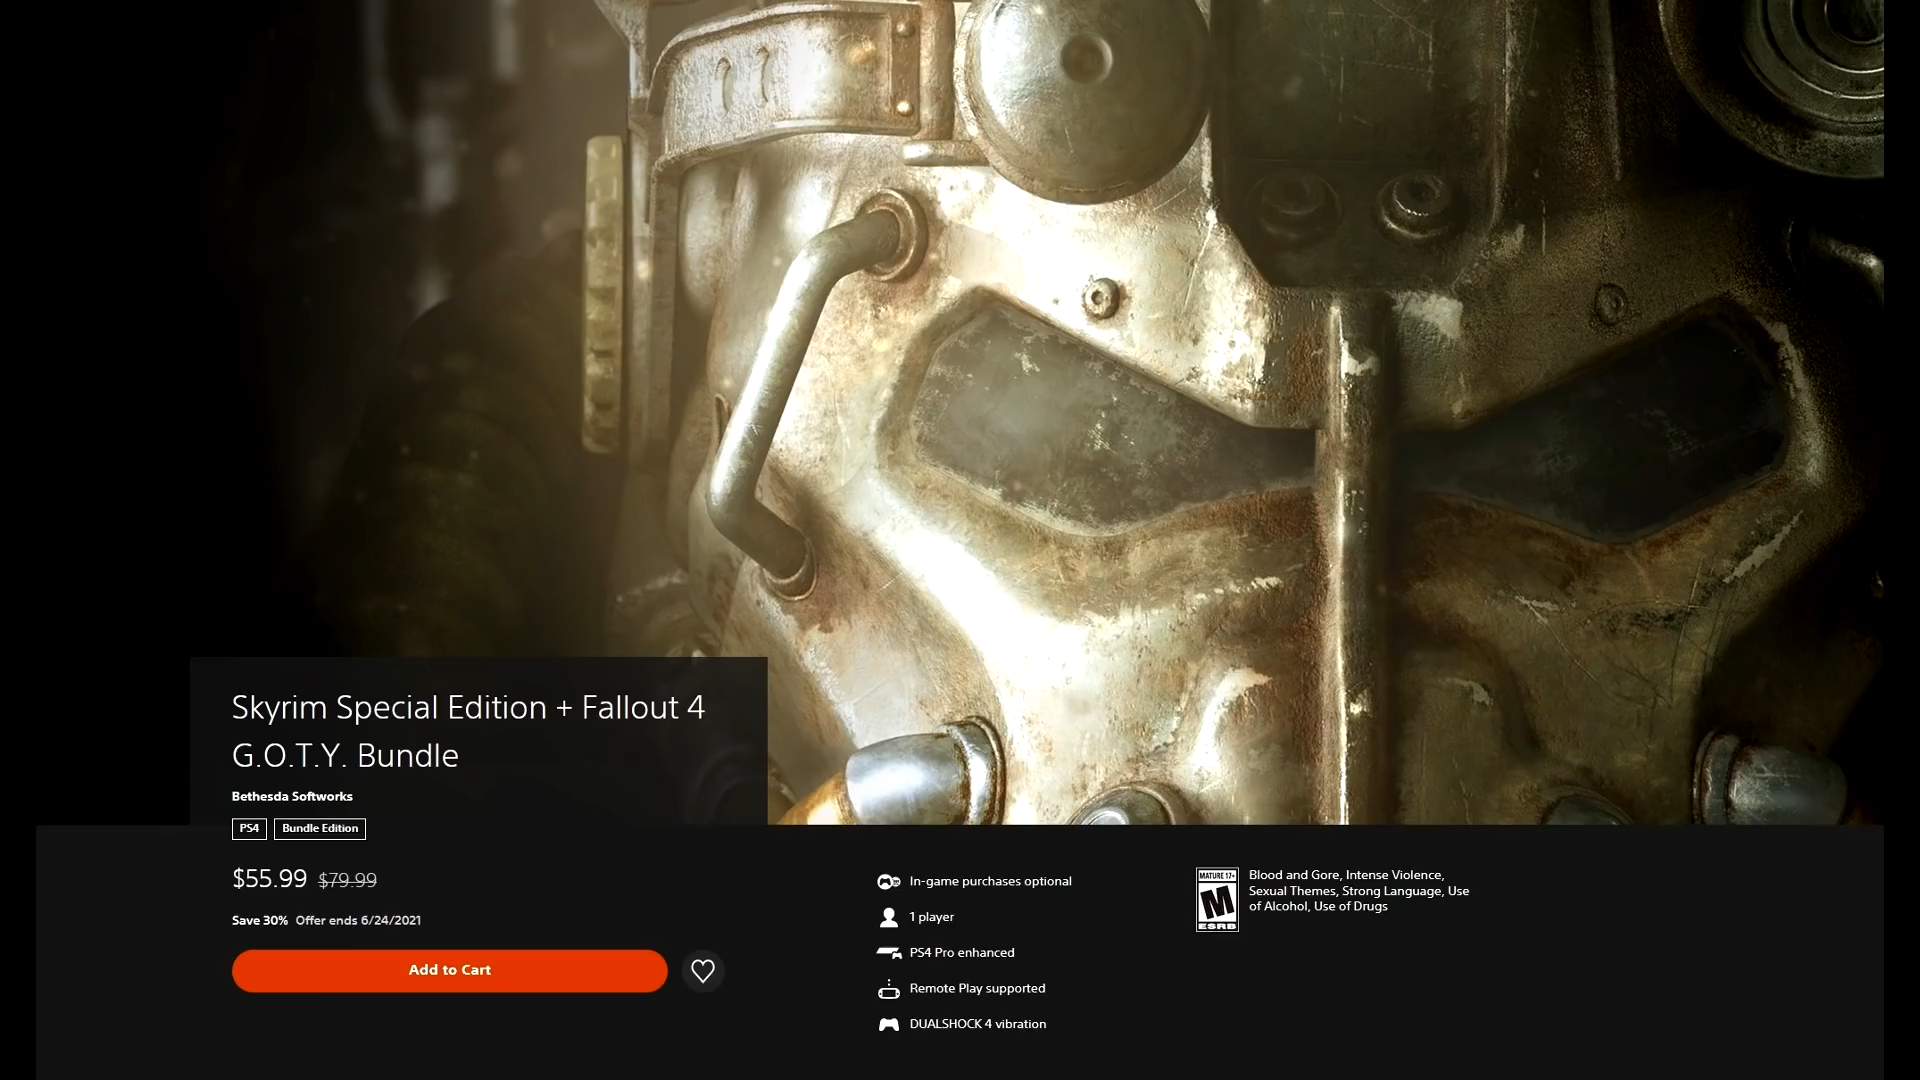 Skyrim Special Edition + Fallout 4
G.O.T.Y. Bundle
Bethesda Softworks
PS4
Bundle Edition
$55.99 $79.99
Save 30% Offer ends 6/24/2021
Add to Cart
In-game purchases optional
1 player
PS4 Pro enhanced
Remote Play supported
DUALSHOCK 4 vibration
MATURE 17+
M
ESRB
Blood and Gore, Intense Violence,
Sexual Themes, Strong Language, Use
of Alcohol, Use of Drugs